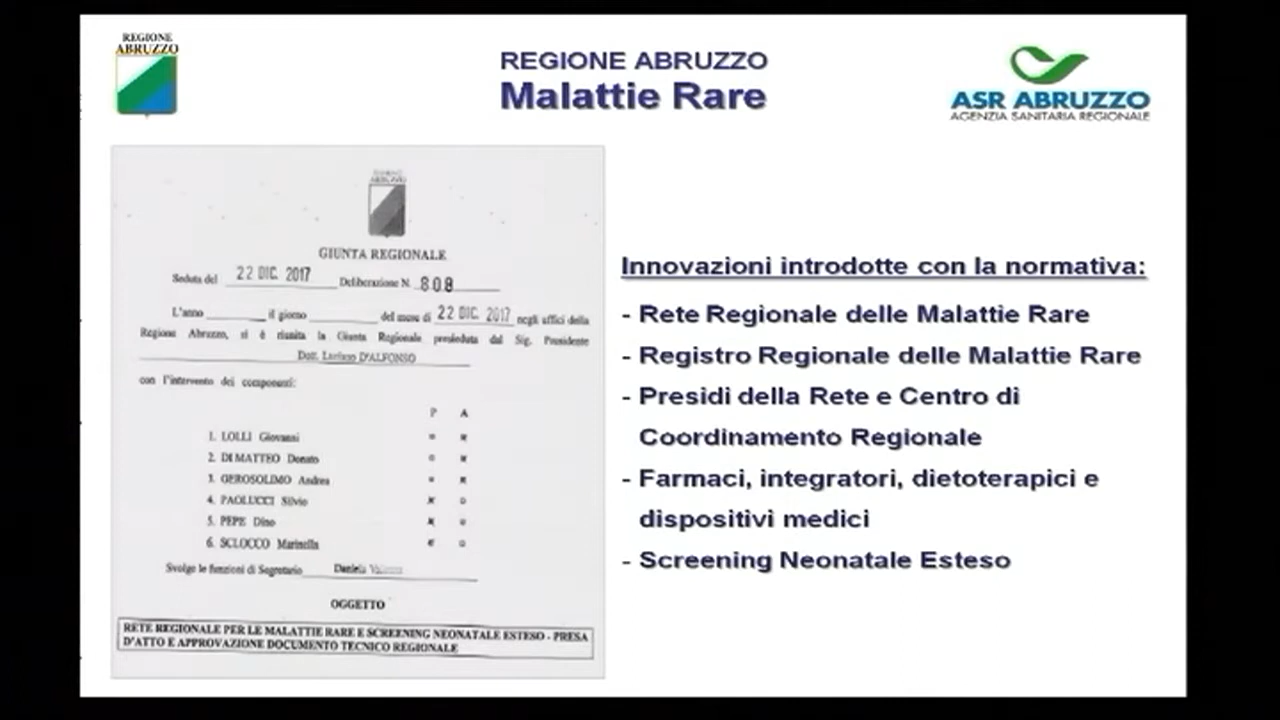 REGIONE
ABRUZZO
REGIONE ABRUZZO
Malattie Rare
ASR ABRUZZO
AGENZIA SANITARIA REGIONALE
GIUNTA REGIONALE
Seduta del 22 DIC. 2017 Deliberazione N. 808
L'anno il giorno del mese di 22 DIC. 2017 negli uffici della
Regione Abruzzo, si è riunita la Giunta Regionale presieduta dal Sig. Presidente
Dott. Luciano D'ALFONSO
con l'intervento dei componenti:
P A
1. LOLLI Giovanni
2. DI MATTEO Donato
3. GEROSOLIMO Andrea
4. PAOLUCCI Silvio
5. PEPE Dino
6. SCLOCCO Marinella
Svolge le funzioni di Segretario Daniela
OGGETTO
RETE REGIONALE PER LE MALATTIE RARE E SCREENING NEONATALE ESTESO - PRESA
D'ATTO E APPROVAZIONE DOCUMENTO TECNICO REGIONALE
Innovazioni introdotte con la normativa:
- Rete Regionale delle Malattie Rare
- Registro Regionale delle Malattie Rare
- Presidi della Rete e Centro di
Coordinamento Regionale
- Farmaci, integratori, dietoterapici e
dispositivi medici
- Screening Neonatale Esteso